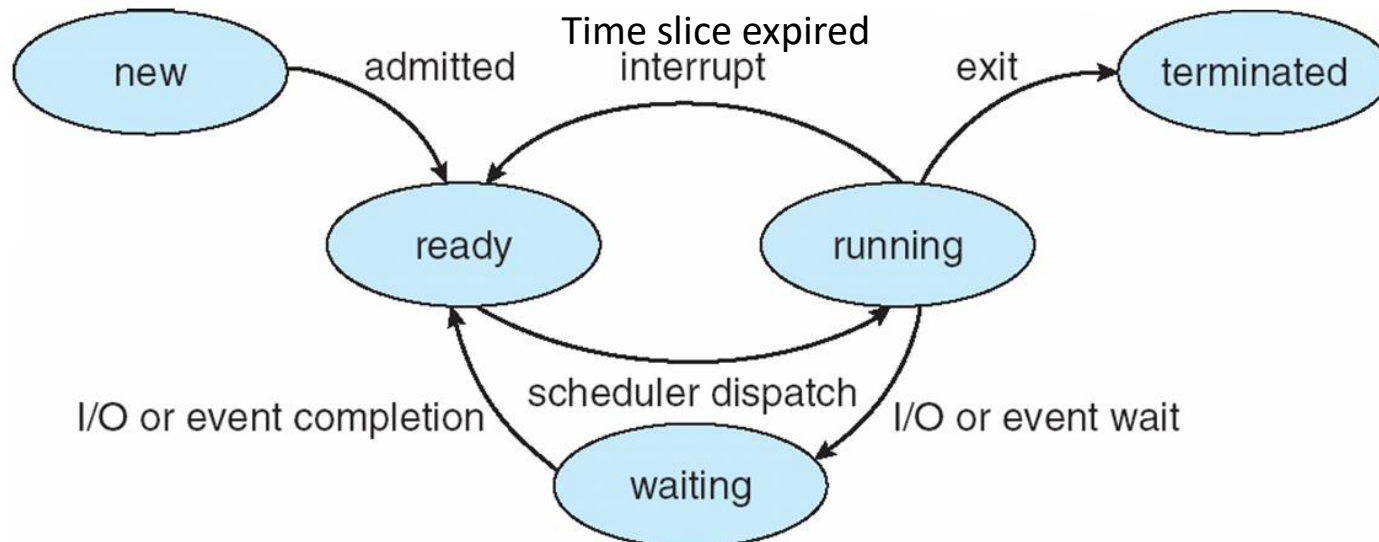 Time slice expired
new
admitted
interrupt
exit
terminated
ready
running
scheduler dispatch
I/O or event completion
I/O or event wait
waiting